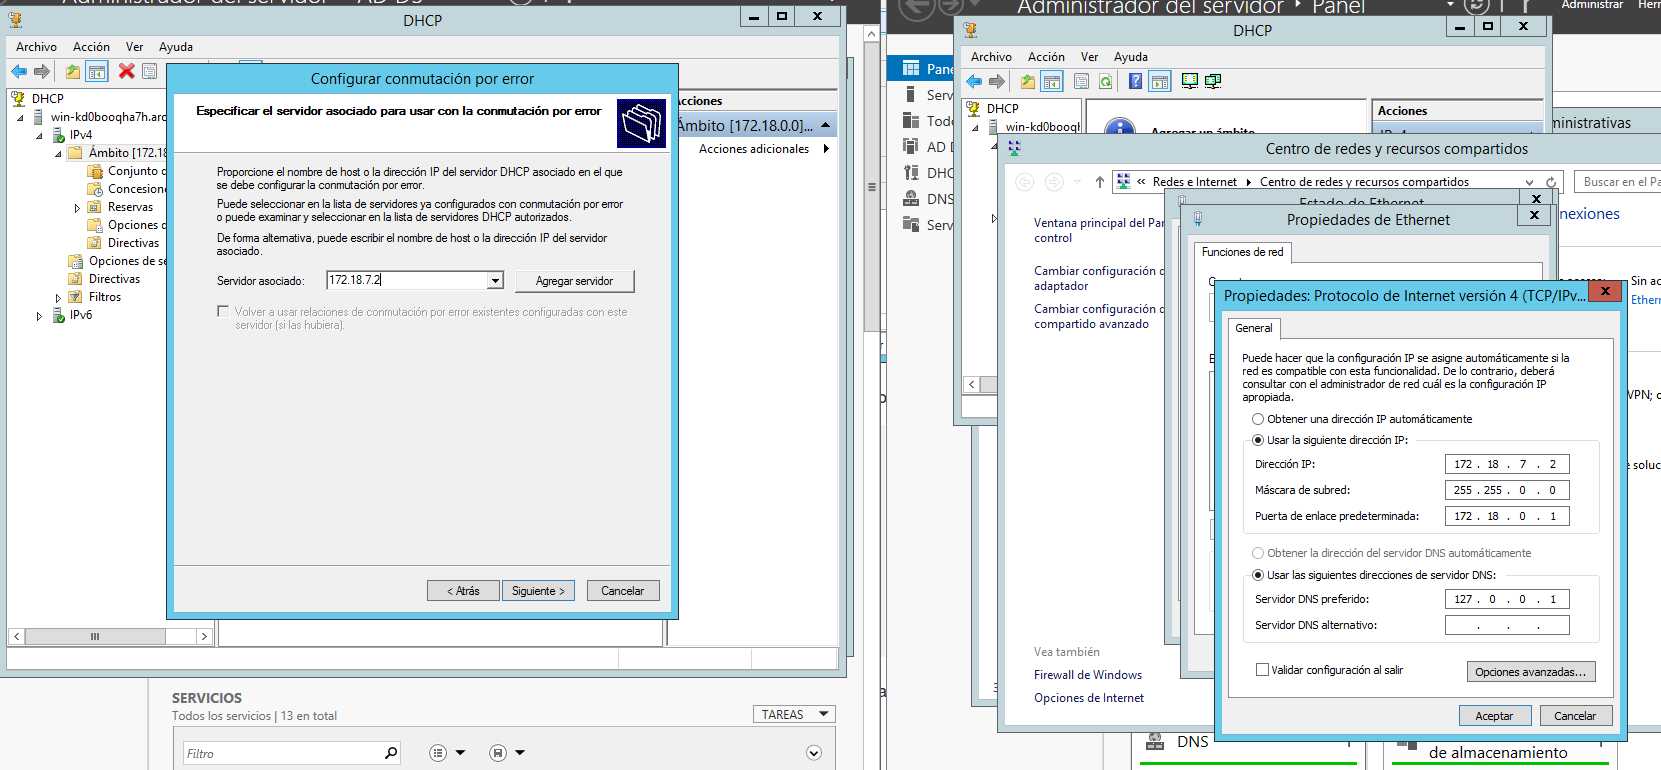 Administrador del servidor AD DS
DHCP
Archivo Acción Ver Ayuda
DHCP
win-kd0booqha7h.arc
IPv4
Ámbito [172.18
Conjunto d
Concesion
Reservas
Opciones d
Directivas
Opciones de se
Directivas
Filtros
IPv6
Acciones
Ámbito [172.18.0.0]...
Acciones adicionales
Configurar conmutación por error
Especificar el servidor asociado para usar con la conmutación por error
Proporcione el nombre de host o la dirección IP del servidor DHCP asociado en el que
se debe configurar la conmutación por error.
Puede seleccionar en la lista de servidores ya configurados con conmutación por error
o puede examinar y seleccionar en la lista de servidores DHCP autorizados.
De forma alternativa, puede escribir el nombre de host o la dirección IP del servidor
asociado.
Servidor asociado: 172.18.7.2 Agregar servidor
Volver a usar relaciones de conmutación por error existentes configuradas con este
servidor (si las hubiera).
< Atrás Siguiente > Cancelar
SERVICIOS
Todos los servicios | 13 en total
TAREAS
Filtro
Administrador del servidor Panel
Administrar Herr
Pane
Serv
Todo
AD D
DHC
DNS
Serv
DHCP
Archivo Acción Ver Ayuda
DHCP
win-kd0booqh
Agregar un ámbito
Acciones
ministrativas
Centro de redes y recursos compartidos
« Redes e Internet Centro de redes y recursos compartidos
Buscar en el Pa
Ventana principal del Pan
control
Cambiar configuración d
adaptador
Cambiar configuración d
compartido avanzado
nexiones
Sin ac
Ethern
VPN; o
e soluc
Vea también
Firewall de Windows
Opciones de Internet
Estado de Ethernet
Propiedades de Ethernet
Funciones de red
Propiedades: Protocolo de Internet versión 4 (TCP/IPv...
General
Puede hacer que la configuración IP se asigne automáticamente si la
red es compatible con esta funcionalidad. De lo contrario, deberá
consultar con el administrador de red cuál es la configuración IP
apropiada.
Obtener una dirección IP automáticamente
Usar la siguiente dirección IP:
Dirección IP: 172 . 18 . 7 . 2
Máscara de subred: 255 . 255 . 0 . 0
Puerta de enlace predeterminada: 172 . 18 . 0 . 1
Obtener la dirección del servidor DNS automáticamente
Usar las siguientes direcciones de servidor DNS:
Servidor DNS preferido: 127 . 0 . 0 . 1
Servidor DNS alternativo: . . .
Validar configuración al salir
Opciones avanzadas...
Aceptar Cancelar
DNS
de almacenamiento